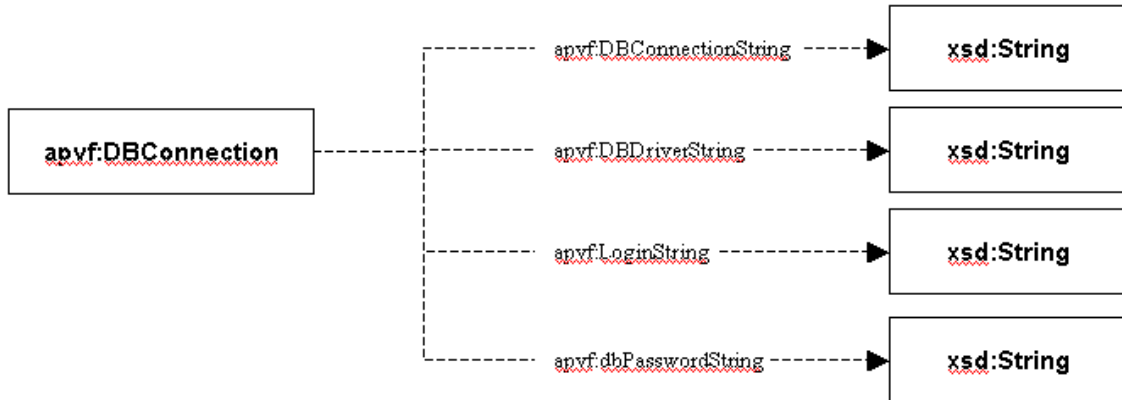 apvf:DBConnectionString
xsd:String
apvf:DBConnection
apvf:DBDriverString
xsd:String
apvf:LoginString
xsd:String
apvf:dbPasswordString
xsd:String